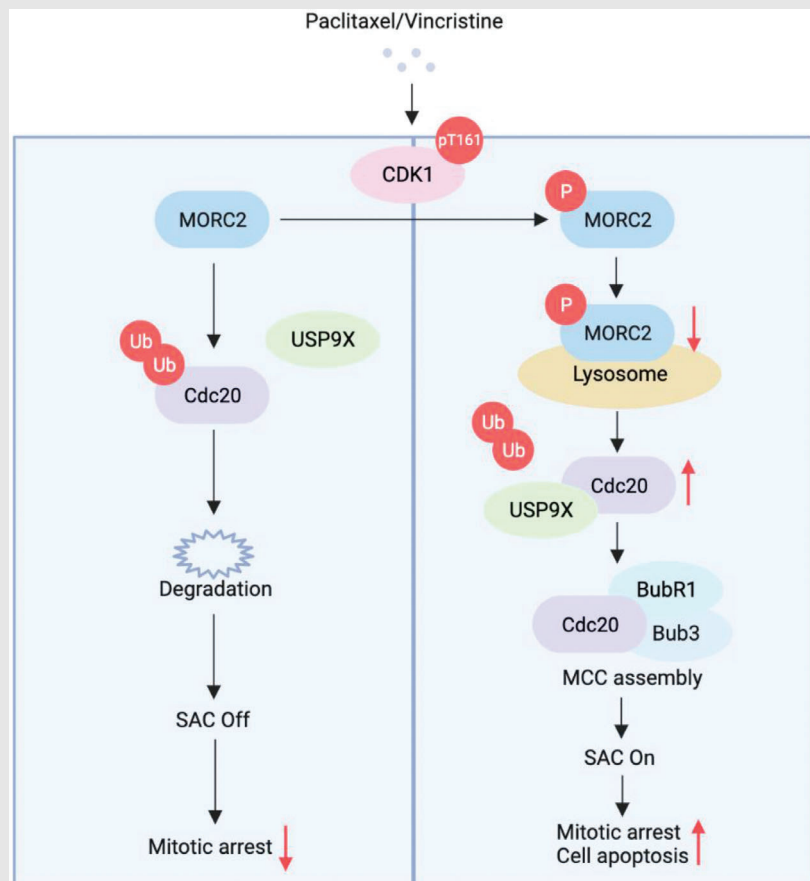 Paclitaxel/Vincristine
pT161
CDK1
MORC2
USP9X
Ub
Ub
Cdc20
Degradation
SAC Off
Mitotic arrest
P
MORC2
P
MORC2
Lysosome
Ub
Ub
Cdc20
USP9X
BubR1
Cdc20
Bub3
MCC assembly
SAC On
Mitotic arrest
Cell apoptosis